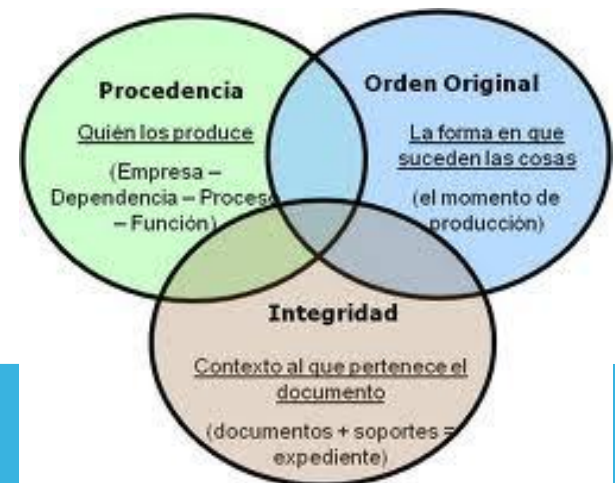 Procedencia
Quién los produce
(Empresa –
Dependencia – Proceso
– Función)
Orden Original
La forma en que
suceden las cosas
(el momento de
producción)
Integridad
Contexto al que pertenece el
documento
(documentos + soportes =
expediente)